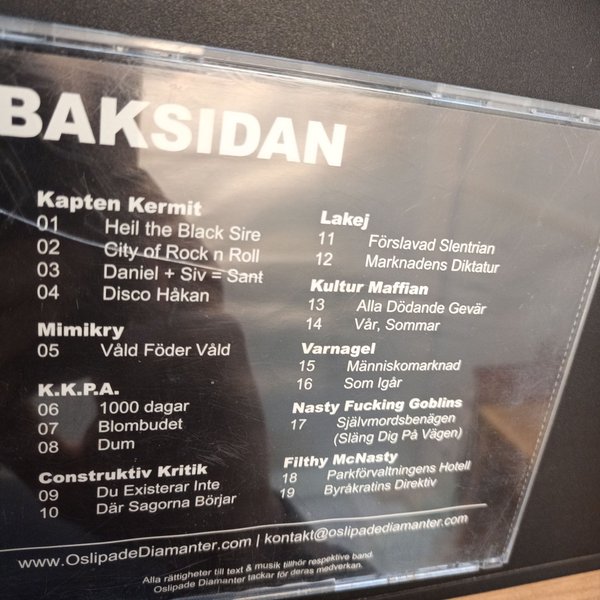 BAKSIDAN
Kapten Kermit
01 Heil the Black Sire
02 City of Rock n Roll
03 Daniel + Siv = Sant
04 Disco Håkan
Mimikry
05 Våld Föder Våld
K.K.P.A.
06 1000 dagar
07 Blombudet
08 Dum
Construktiv Kritik
09 Du Existerar Inte
10 Där Sagorna Börjar
Lakej
11 Förslavad Slentrian
12 Marknadens Diktatur
Kultur Maffian
13 Alla Dödande Gevär
14 Vår, Sommar
Varnagel
15 Människomarknad
16 Som Igår
Nasty Fucking Goblins
17 Självmordsbenägen
(Släng Dig På Vägen)
Filthy McNasty
18 Parkförvaltningens Hotell
19 Byråkratins Direktiv
www.OslipadeDiamanter.com | kontakt@oslipadediamanter.com
Alla rättigheter till text & musik tillhör respektive band.
Oslipade Diamanter tackar för deras medverkan.